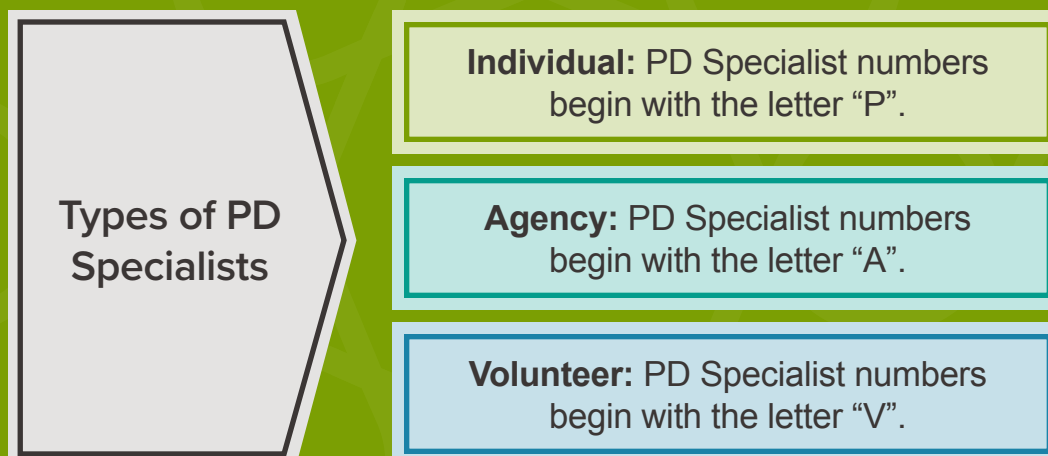 Types of PD
Specialists
Individual: PD Specialist numbers
begin with the letter “P”.
Agency: PD Specialist numbers
begin with the letter “A”.
Volunteer: PD Specialist numbers
begin with the letter “V”.